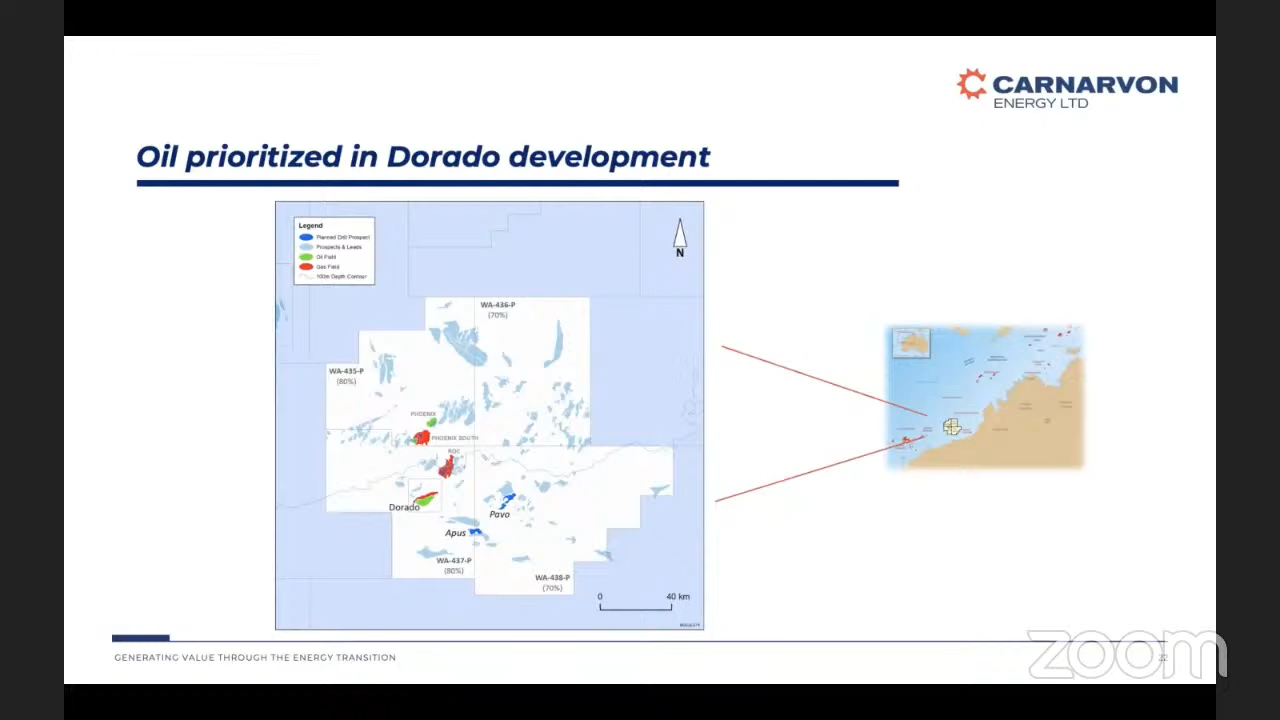 CARNARVON
ENERGY LTD
Oil prioritized in Dorado development
Legend
Planned Drill Prospect
Prospects & Leads
Oil Field
Gas Field
100m Depth Contour
N
WA-436-P
(70%)
WA-435-P
(80%)
PHOENIX
PHOENIX SOUTH
ROC
Dorado
Pavo
Apus
WA-437-P
(80%)
WA-438-P
(70%)
0 40 km
GENERATING VALUE THROUGH THE ENERGY TRANSITION
22
zoom